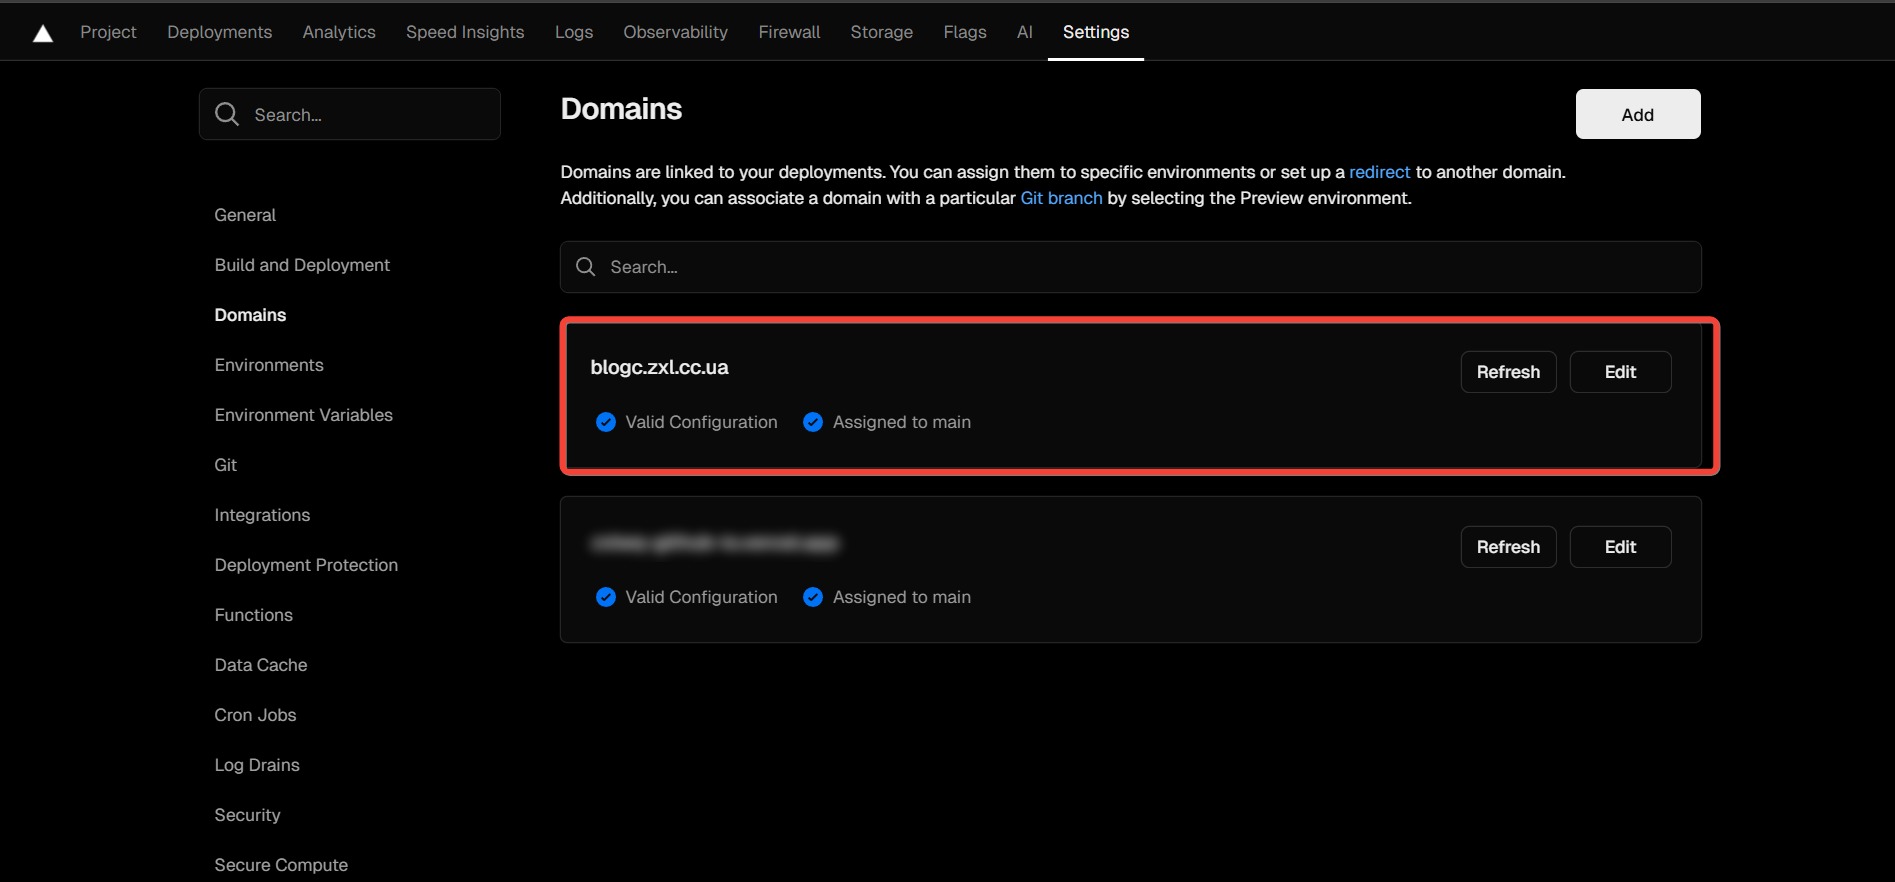 Project Deployments Analytics Speed Insights Logs Observability Firewall Storage Flags AI Settings
Search...
General
Build and Deployment
Domains
Environments
Environment Variables
Git
Integrations
Deployment Protection
Functions
Data Cache
Cron Jobs
Log Drains
Security
Secure Compute
Domains
Add
Domains are linked to your deployments. You can assign them to specific environments or set up a redirect to another domain.
Additionally, you can associate a domain with a particular Git branch by selecting the Preview environment.
Search...
blogc.zxl.cc.ua
Refresh Edit
Valid Configuration Assigned to main
Refresh Edit
Valid Configuration Assigned to main